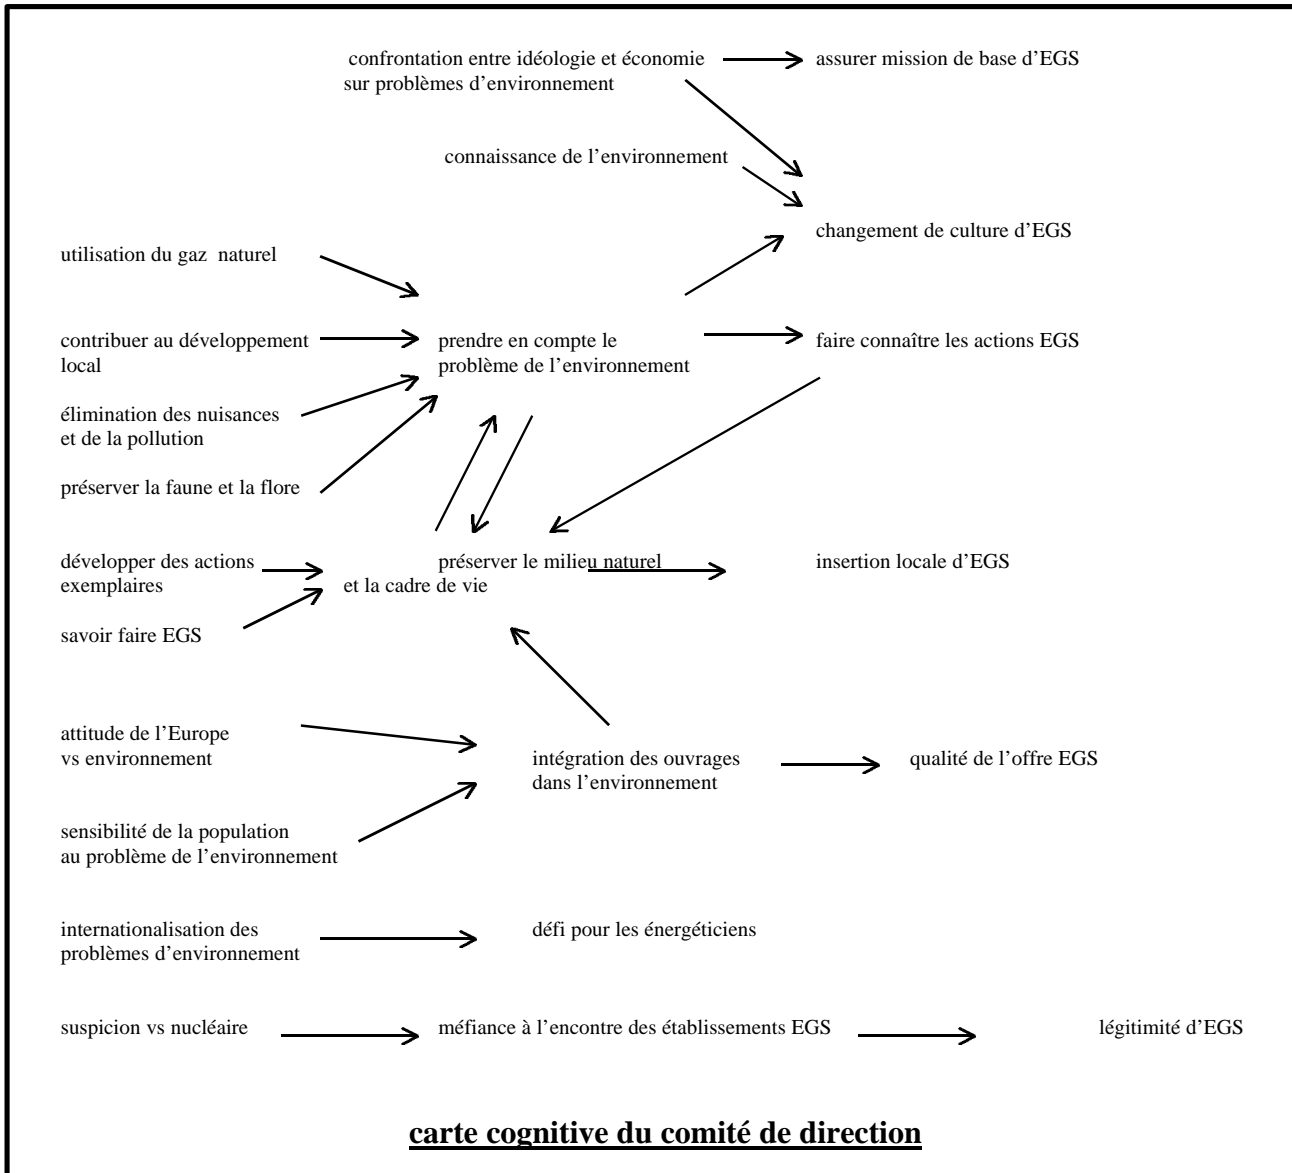 confrontation entre idéologie et économie
sur problèmes d'environnement
assurer mission de base d'EGS
connaissance de l'environnement
changement de culture d'EGS
utilisation du gaz naturel
contribuer au développement
local
prendre en compte le
problème de l'environnement
faire connaître les actions EGS
élimination des nuisances
et de la pollution
préserver la faune et la flore
développer des actions
exemplaires
préserver le milieu naturel
et la cadre de vie
insertion locale d'EGS
savoir faire EGS
attitude de l'Europe
vs environnement
intégration des ouvrages
dans l'environnement
qualité de l'offre EGS
sensibilité de la population
au problème de l'environnement
internationalisation des
problèmes d'environnement
défi pour les énergéticiens
suspicion vs nucléaire
méfiance à l'encontre des établissements EGS
légitimité d'EGS
carte cognitive du comité de direction